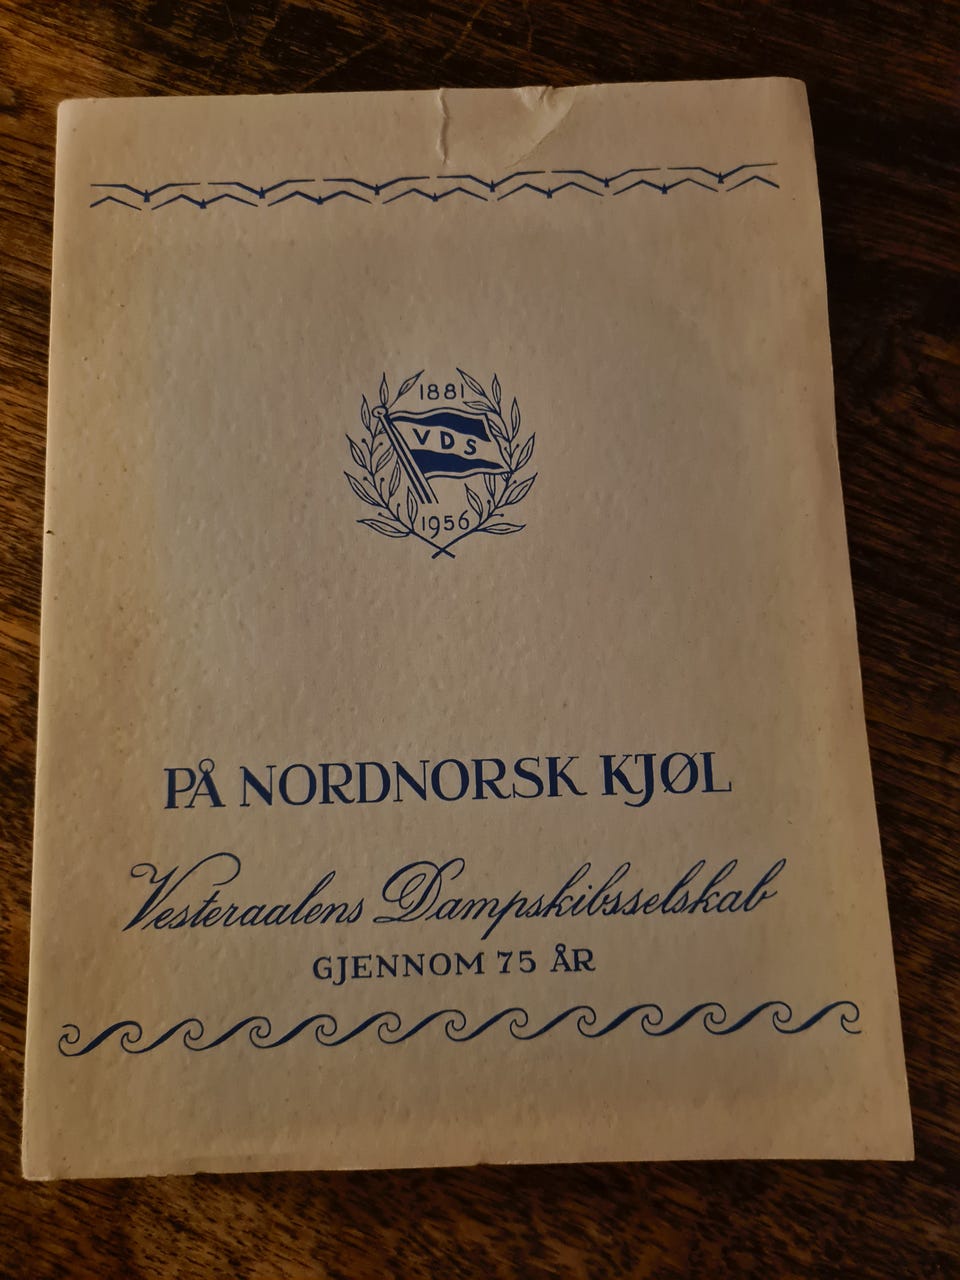 1881
VDS
1956
PÅ NORDNORSK KJØL
Vesteraalens Dampskibsselskab
GJENNOM 75 ÅR